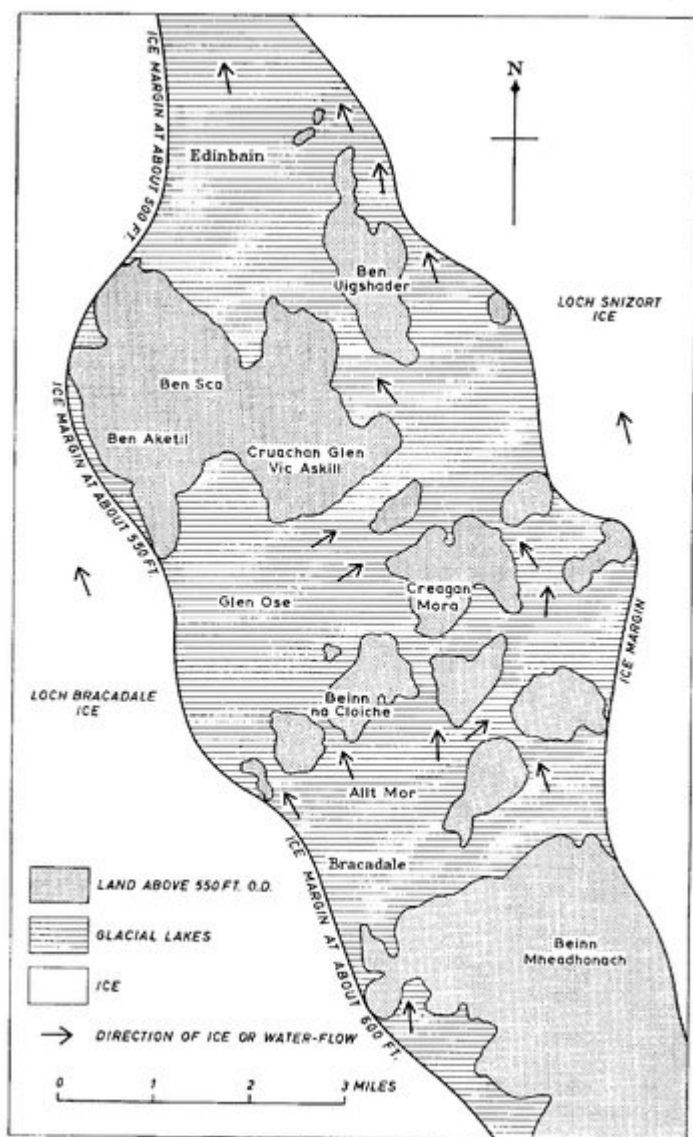 ICE MARGIN AT ABOUT 500 FT.
N
Edinbain
Ben
Uigshader
LOCH SNIZORT
ICE
Ben Sca
Ben Aketil
Cruachan Glen
Vic Askill
ICE MARGIN AT ABOUT 550 FT.
Glen Ose
Creagan
Mora
ICE MARGIN
LOCH BRACADALE
ICE
Beinn
na Cloiche
Allt Mor
Bracadale
ICE MARGIN AT ABOUT 600 FT.
Beinn
Mheadhonach
LAND ABOVE 550 FT. O.D.
GLACIAL LAKES
ICE
DIRECTION OF ICE OR WATER-FLOW
0 1 2 3 MILES